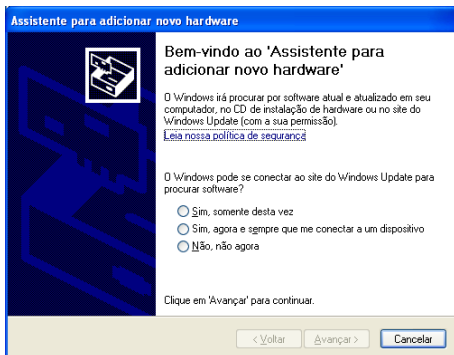 Assistente para adicionar novo hardware
Bem-vindo ao 'Assistente para
adicionar novo hardware'
O Windows irá procurar por software atual e atualizado em seu
computador, no CD de instalação de hardware ou no site do
Windows Update (com a sua permissão).
Leia nossa política de segurança
O Windows pode se conectar ao site do Windows Update para
procurar software?
Sim, somente desta vez
Sim, agora e sempre que me conectar a um dispositivo
Não, não agora
Clique em 'Avançar' para continuar.
< Voltar
Avançar >
Cancelar